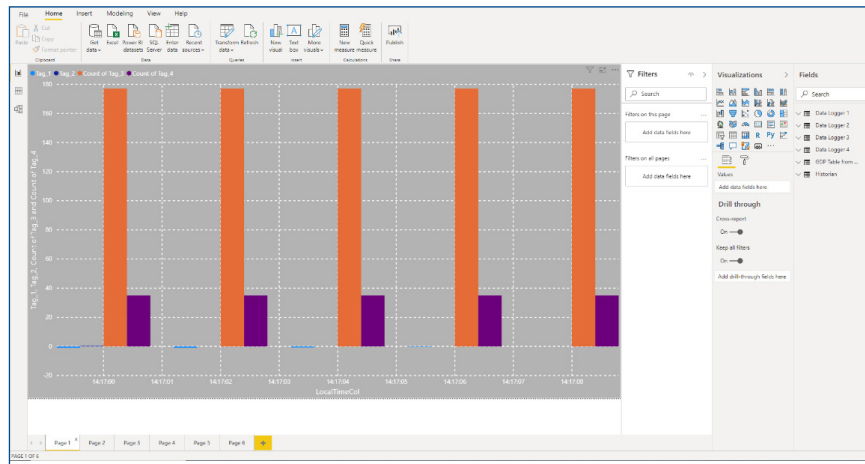 File Home Insert Modeling View Help
Paste
Cut
Copy
Format painter
Get data
Excel
Power BI datasets
SQL Server
Enter data
Recent sources
Transform data
Refresh
New visual
Text box
More visuals
New measure
Quick measure
Publish
Clipboard Data Queries Insert Calculations Share
Tag_1 Tag_2 Count of Tag_3 Count of Tag_4
Tag_1, Tag_2, Count of Tag_3 and Count of Tag_4
180
160
140
120
100
80
60
40
20
0
-20
14:17:00 14:17:01 14:17:02 14:17:03 14:17:04 14:17:05 14:17:06 14:17:07 14:17:08
LocalTimeCol
Filters
Search
Filters on this page ...
Add data fields here
Filters on all pages ...
Add data fields here
Visualizations
R Py
...
Values
Add data fields here
Drill through
Cross-report
On
Keep all filters
On
Add drill-through fields here
Fields
Search
Data Logger 1
Data Logger 2
Data Logger 3
Data Logger 4
Historian
Page 1 Page 2 Page 3 Page 4 Page 5 Page 6 +
PAGE 1 OF 6